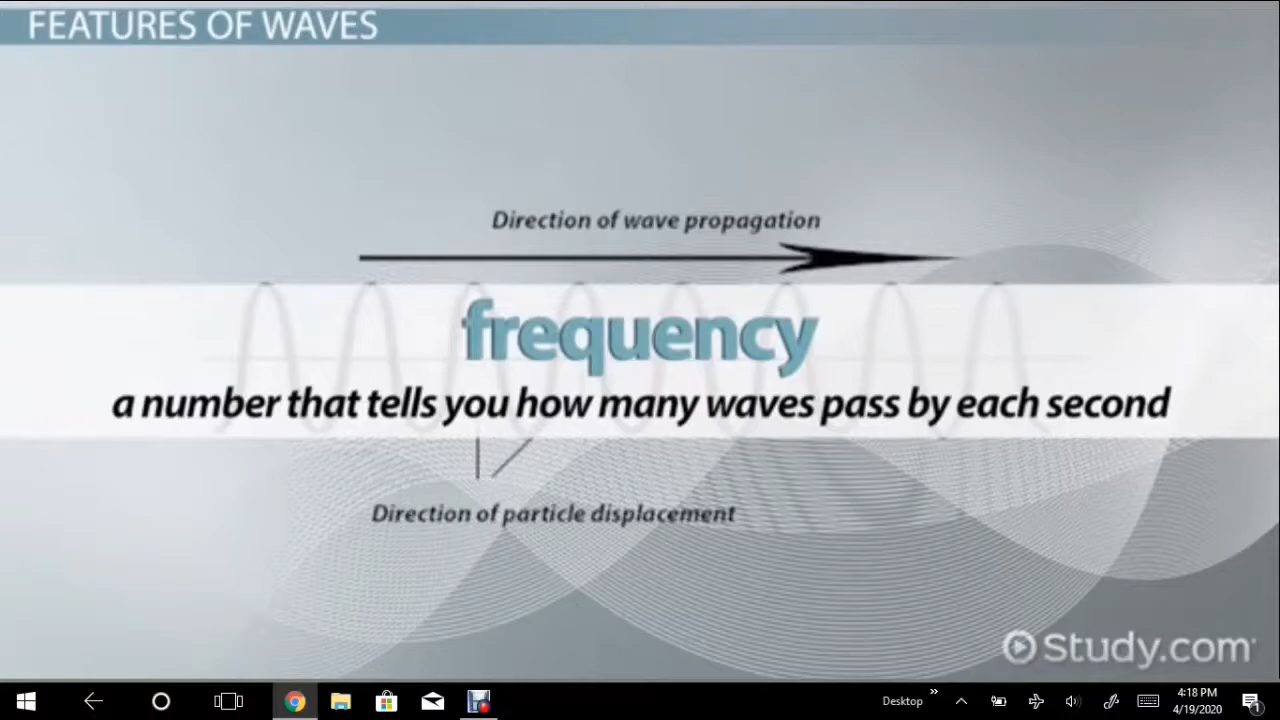 FEATURES OF WAVES
Direction of wave propagation
frequency
a number that tells you how many waves pass by each second
Direction of particle displacement
Study.com
Desktop
4:18 PM
4/19/2020
1